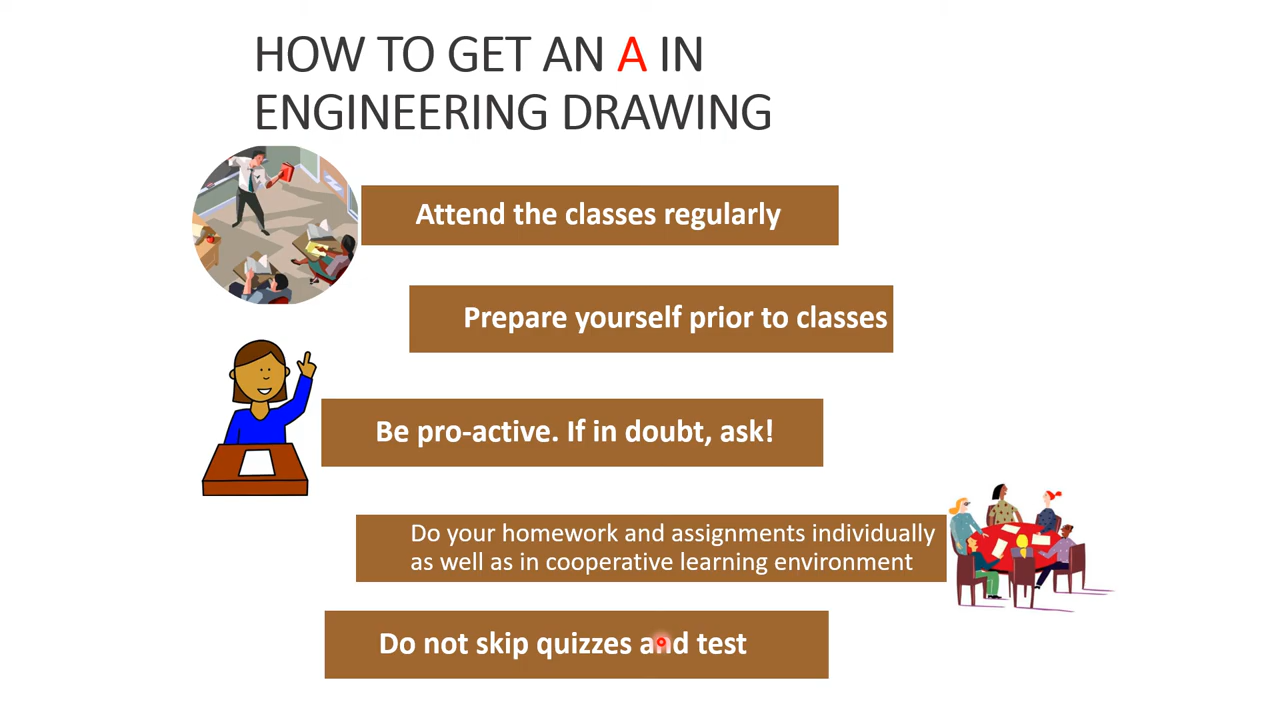 HOW TO GET AN A IN
ENGINEERING DRAWING
Attend the classes regularly
Prepare yourself prior to classes
Be pro-active. If in doubt, ask!
Do your homework and assignments individually
as well as in cooperative learning environment
Do not skip quizzes and test